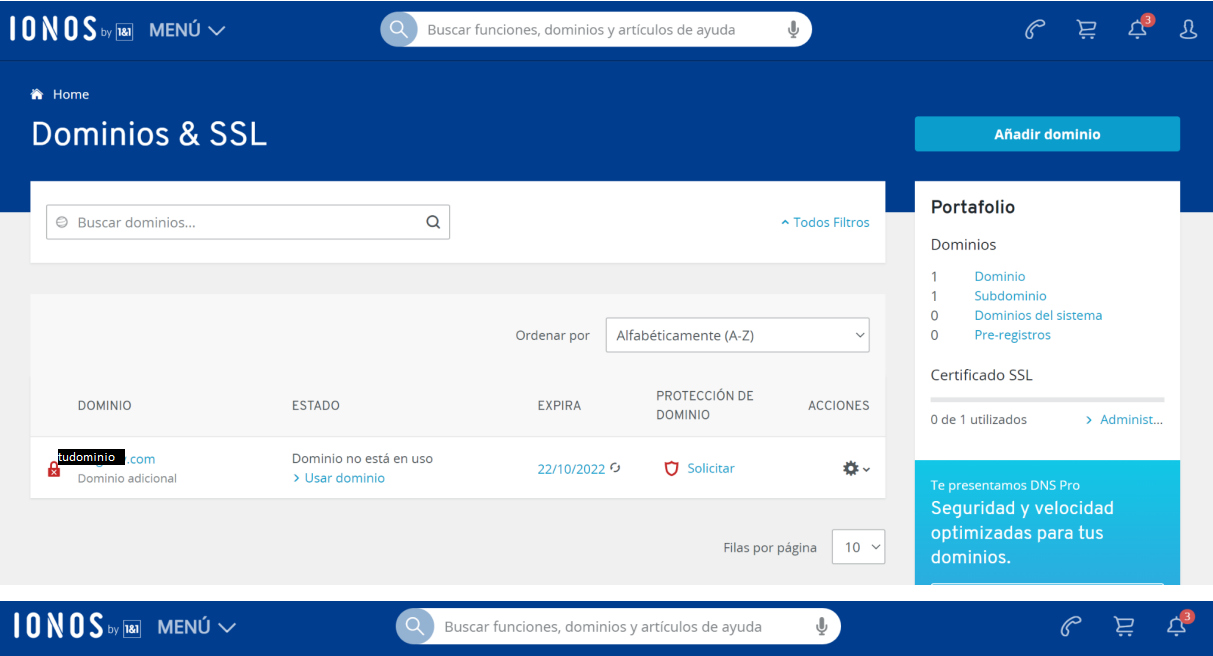 IONOS by 1&1 MENÚ Buscar funciones, dominios y artículos de ayuda 3
Home
Dominios & SSL
Añadir dominio
Buscar dominios...
Todos Filtros
Ordenar por Alfabéticamente (A-Z)
DOMINIO ESTADO EXPIRA PROTECCIÓN DE DOMINIO ACCIONES
tudominio .com Dominio no está en uso 22/10/2022 Solicitar
Dominio adicional > Usar dominio
Filas por página 10
Portafolio
Dominios
1 Dominio
1 Subdominio
0 Dominios del sistema
0 Pre-registros
Certificado SSL
0 de 1 utilizados > Administ...
Te presentamos DNS Pro
Seguridad y velocidad
optimizadas para tus
dominios.
IONOS by 1&1 MENÚ Buscar funciones, dominios y artículos de ayuda 3